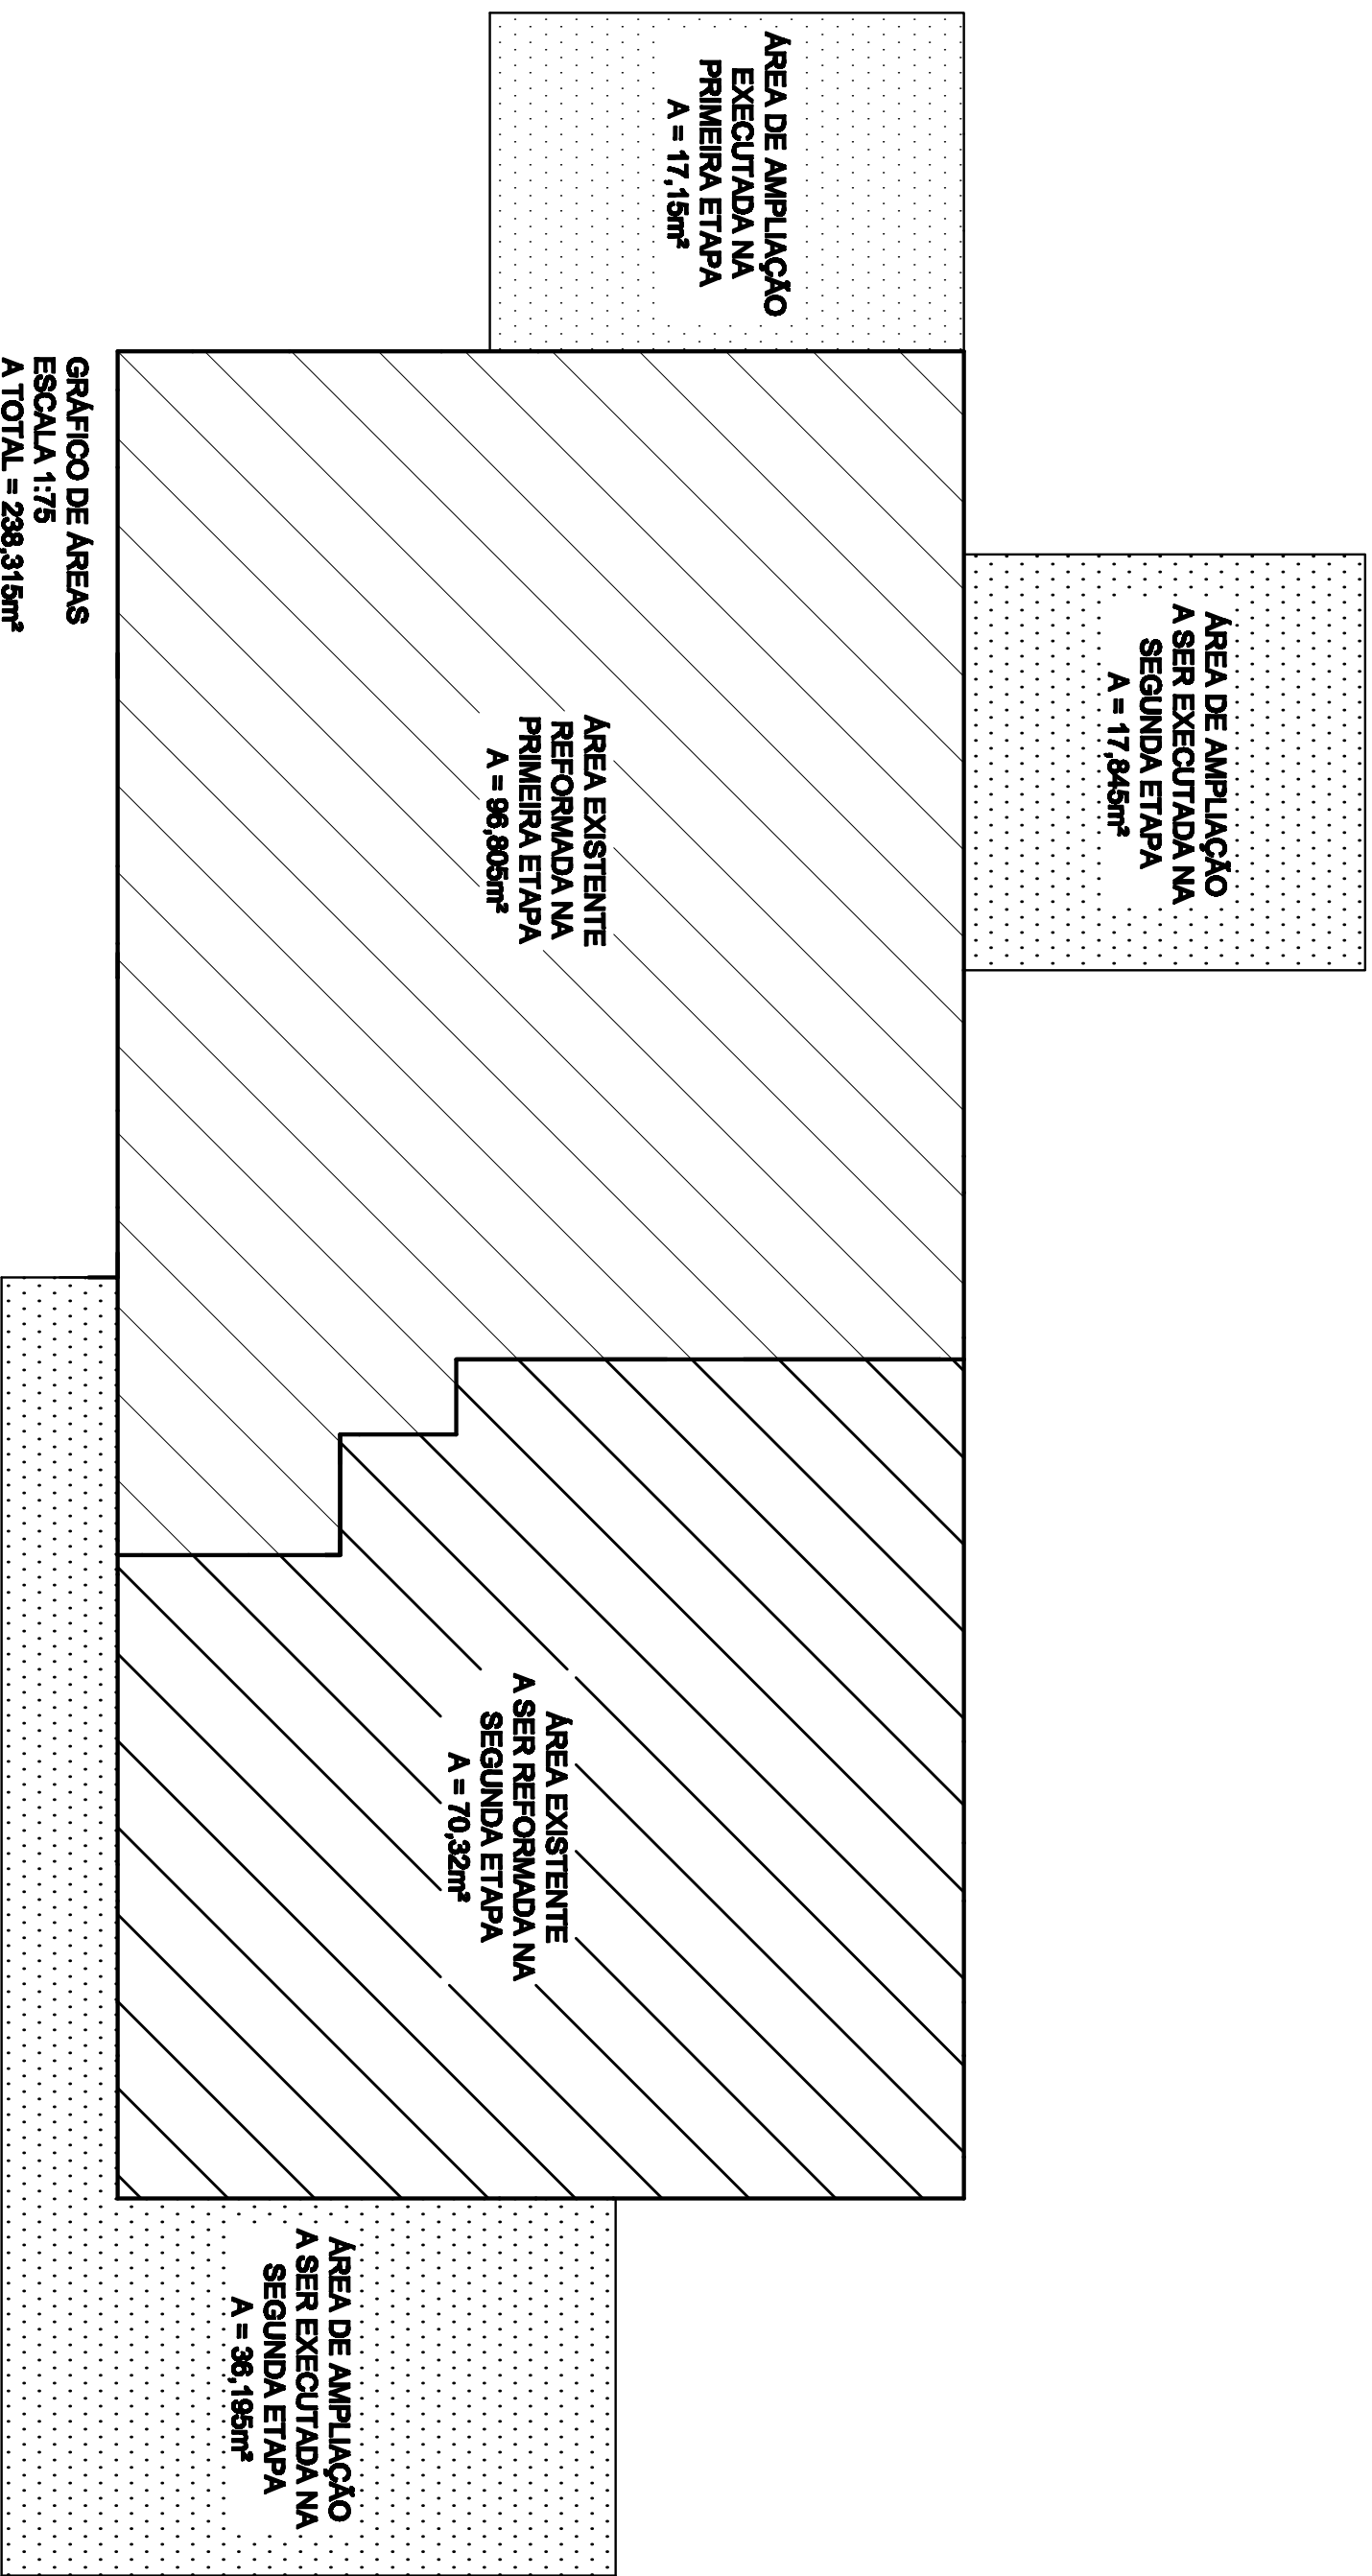 ÁREA DE AMPLIAÇÃO
A SER EXECUTADA NA
SEGUNDA ETAPA
A = 17,845m²
ÁREA DE AMPLIAÇÃO
EXECUTADA NA
PRIMEIRA ETAPA
A = 17,15m²
ÁREA EXISTENTE
REFORMADA NA
PRIMEIRA ETAPA
A = 96,805m²
ÁREA EXISTENTE
A SER REFORMADA NA
SEGUNDA ETAPA
A = 70,32m²
ÁREA DE AMPLIAÇÃO
A SER EXECUTADA NA
SEGUNDA ETAPA
A = 36,195m²
GRÁFICO DE ÁREAS
ESCALA 1:75
A TOTAL = 238,315m²